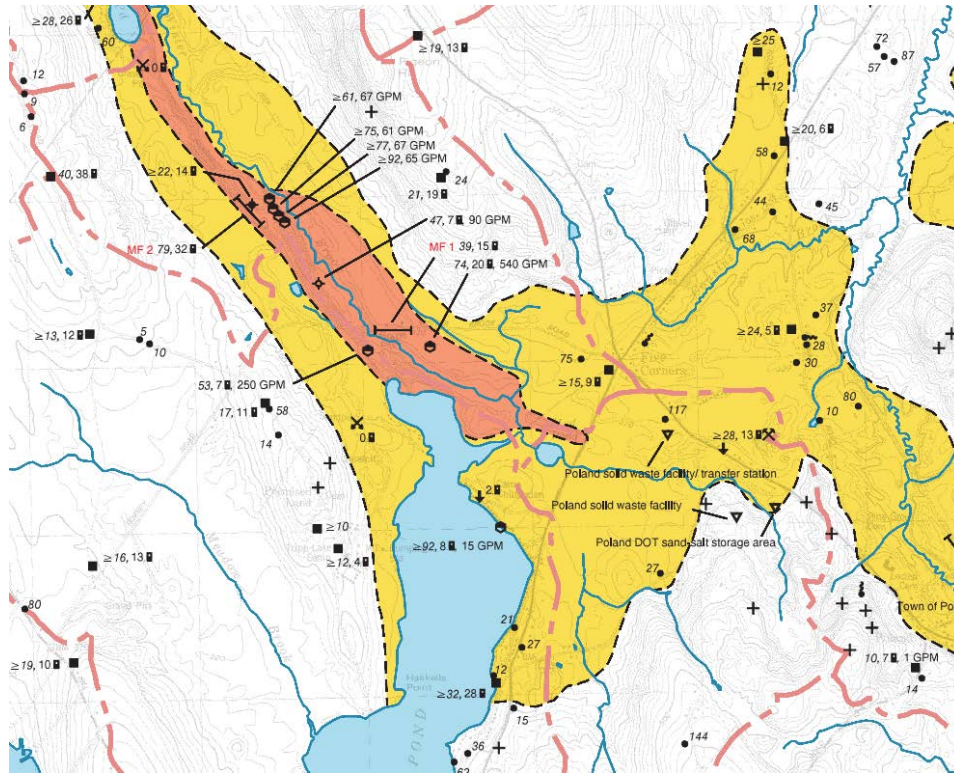 ≥28, 26
60
0
≥19, 13
≥25
12
72
57
87
12
9
6
≥61, 67 GPM
≥75, 61 GPM
≥77, 67 GPM
≥92, 65 GPM
≥20, 6
58
40, 38
≥22, 14
24
21, 19
44
45
68
47, 7 , 90 GPM
MF 1 39, 15
74, 20 , 540 GPM
MF 2 79, 32
≥13, 12
5
10
37
≥24, 5
28
30
Five
Corners
75
≥15, 9
53, 7 , 250 GPM
17, 11
58
14
0
80
10
117
≥28, 13
Poland solid waste facility/ transfer station
2
Poland solid waste facility
≥10
Poland DOT sand-salt storage area
≥92, 8 , 15 GPM
≥12, 4
≥16, 13
27
80
Town of Po
21
27
≥19, 10
10, 7 , 1 GPM
14
12
Haskells
Point
≥32, 28
15
POND
36
62
144